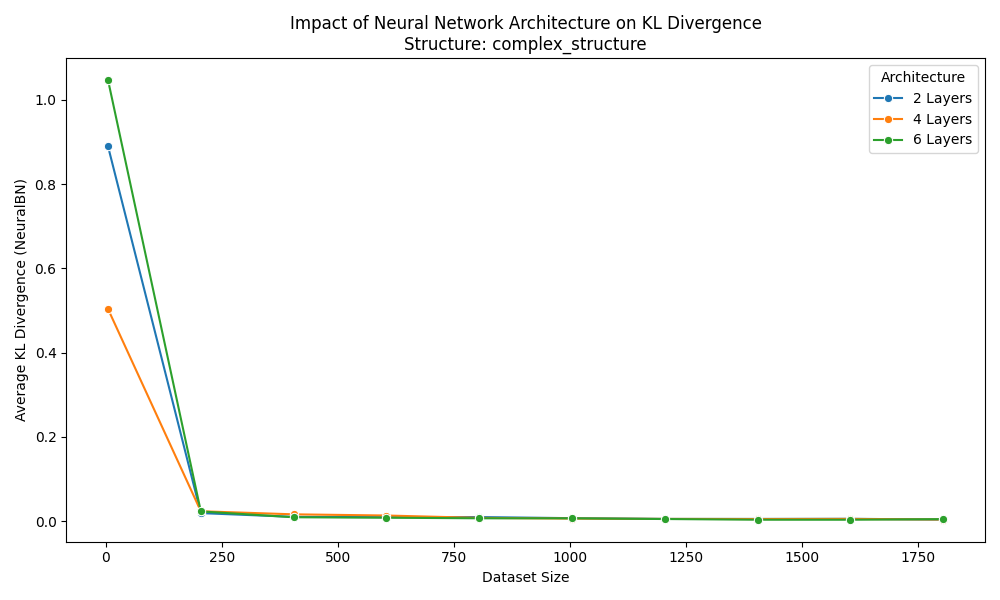 Impact of Neural Network Architecture on KL Divergence
Structure: complex_structure
Architecture
2 Layers
4 Layers
6 Layers
Average KL Divergence (NeuralBN)
1.0
0.8
0.6
0.4
0.2
0.0
0
250
500
750
1000
1250
1500
1750
Dataset Size